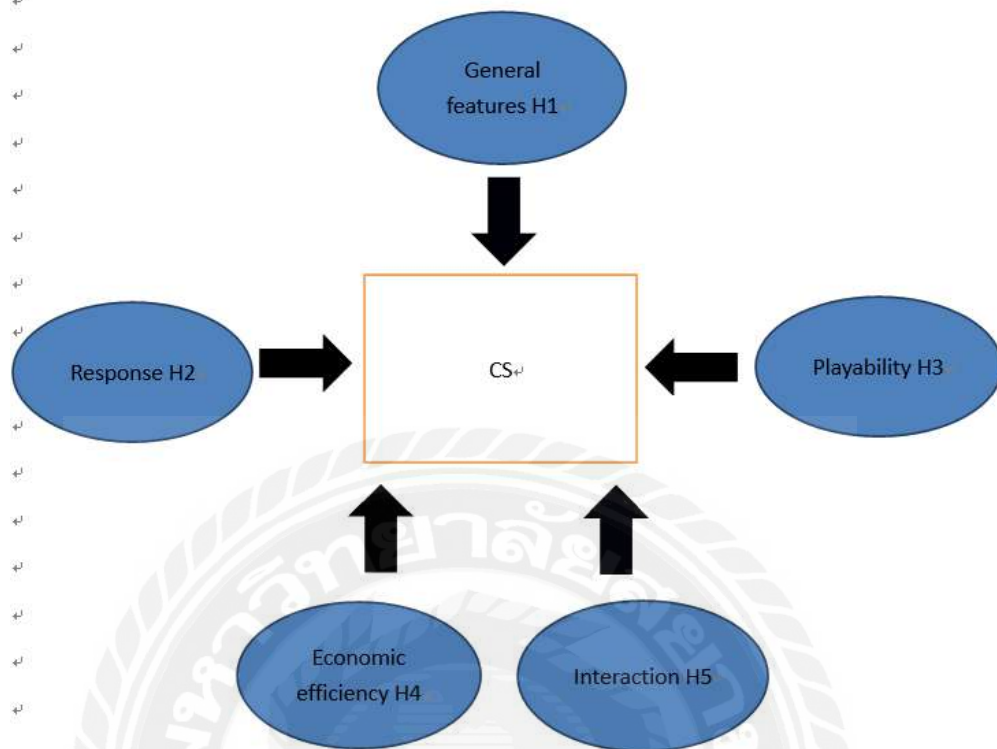 General
features H1
Response H2
CS
Playability H3
Economic
efficiency H4
Interaction H5